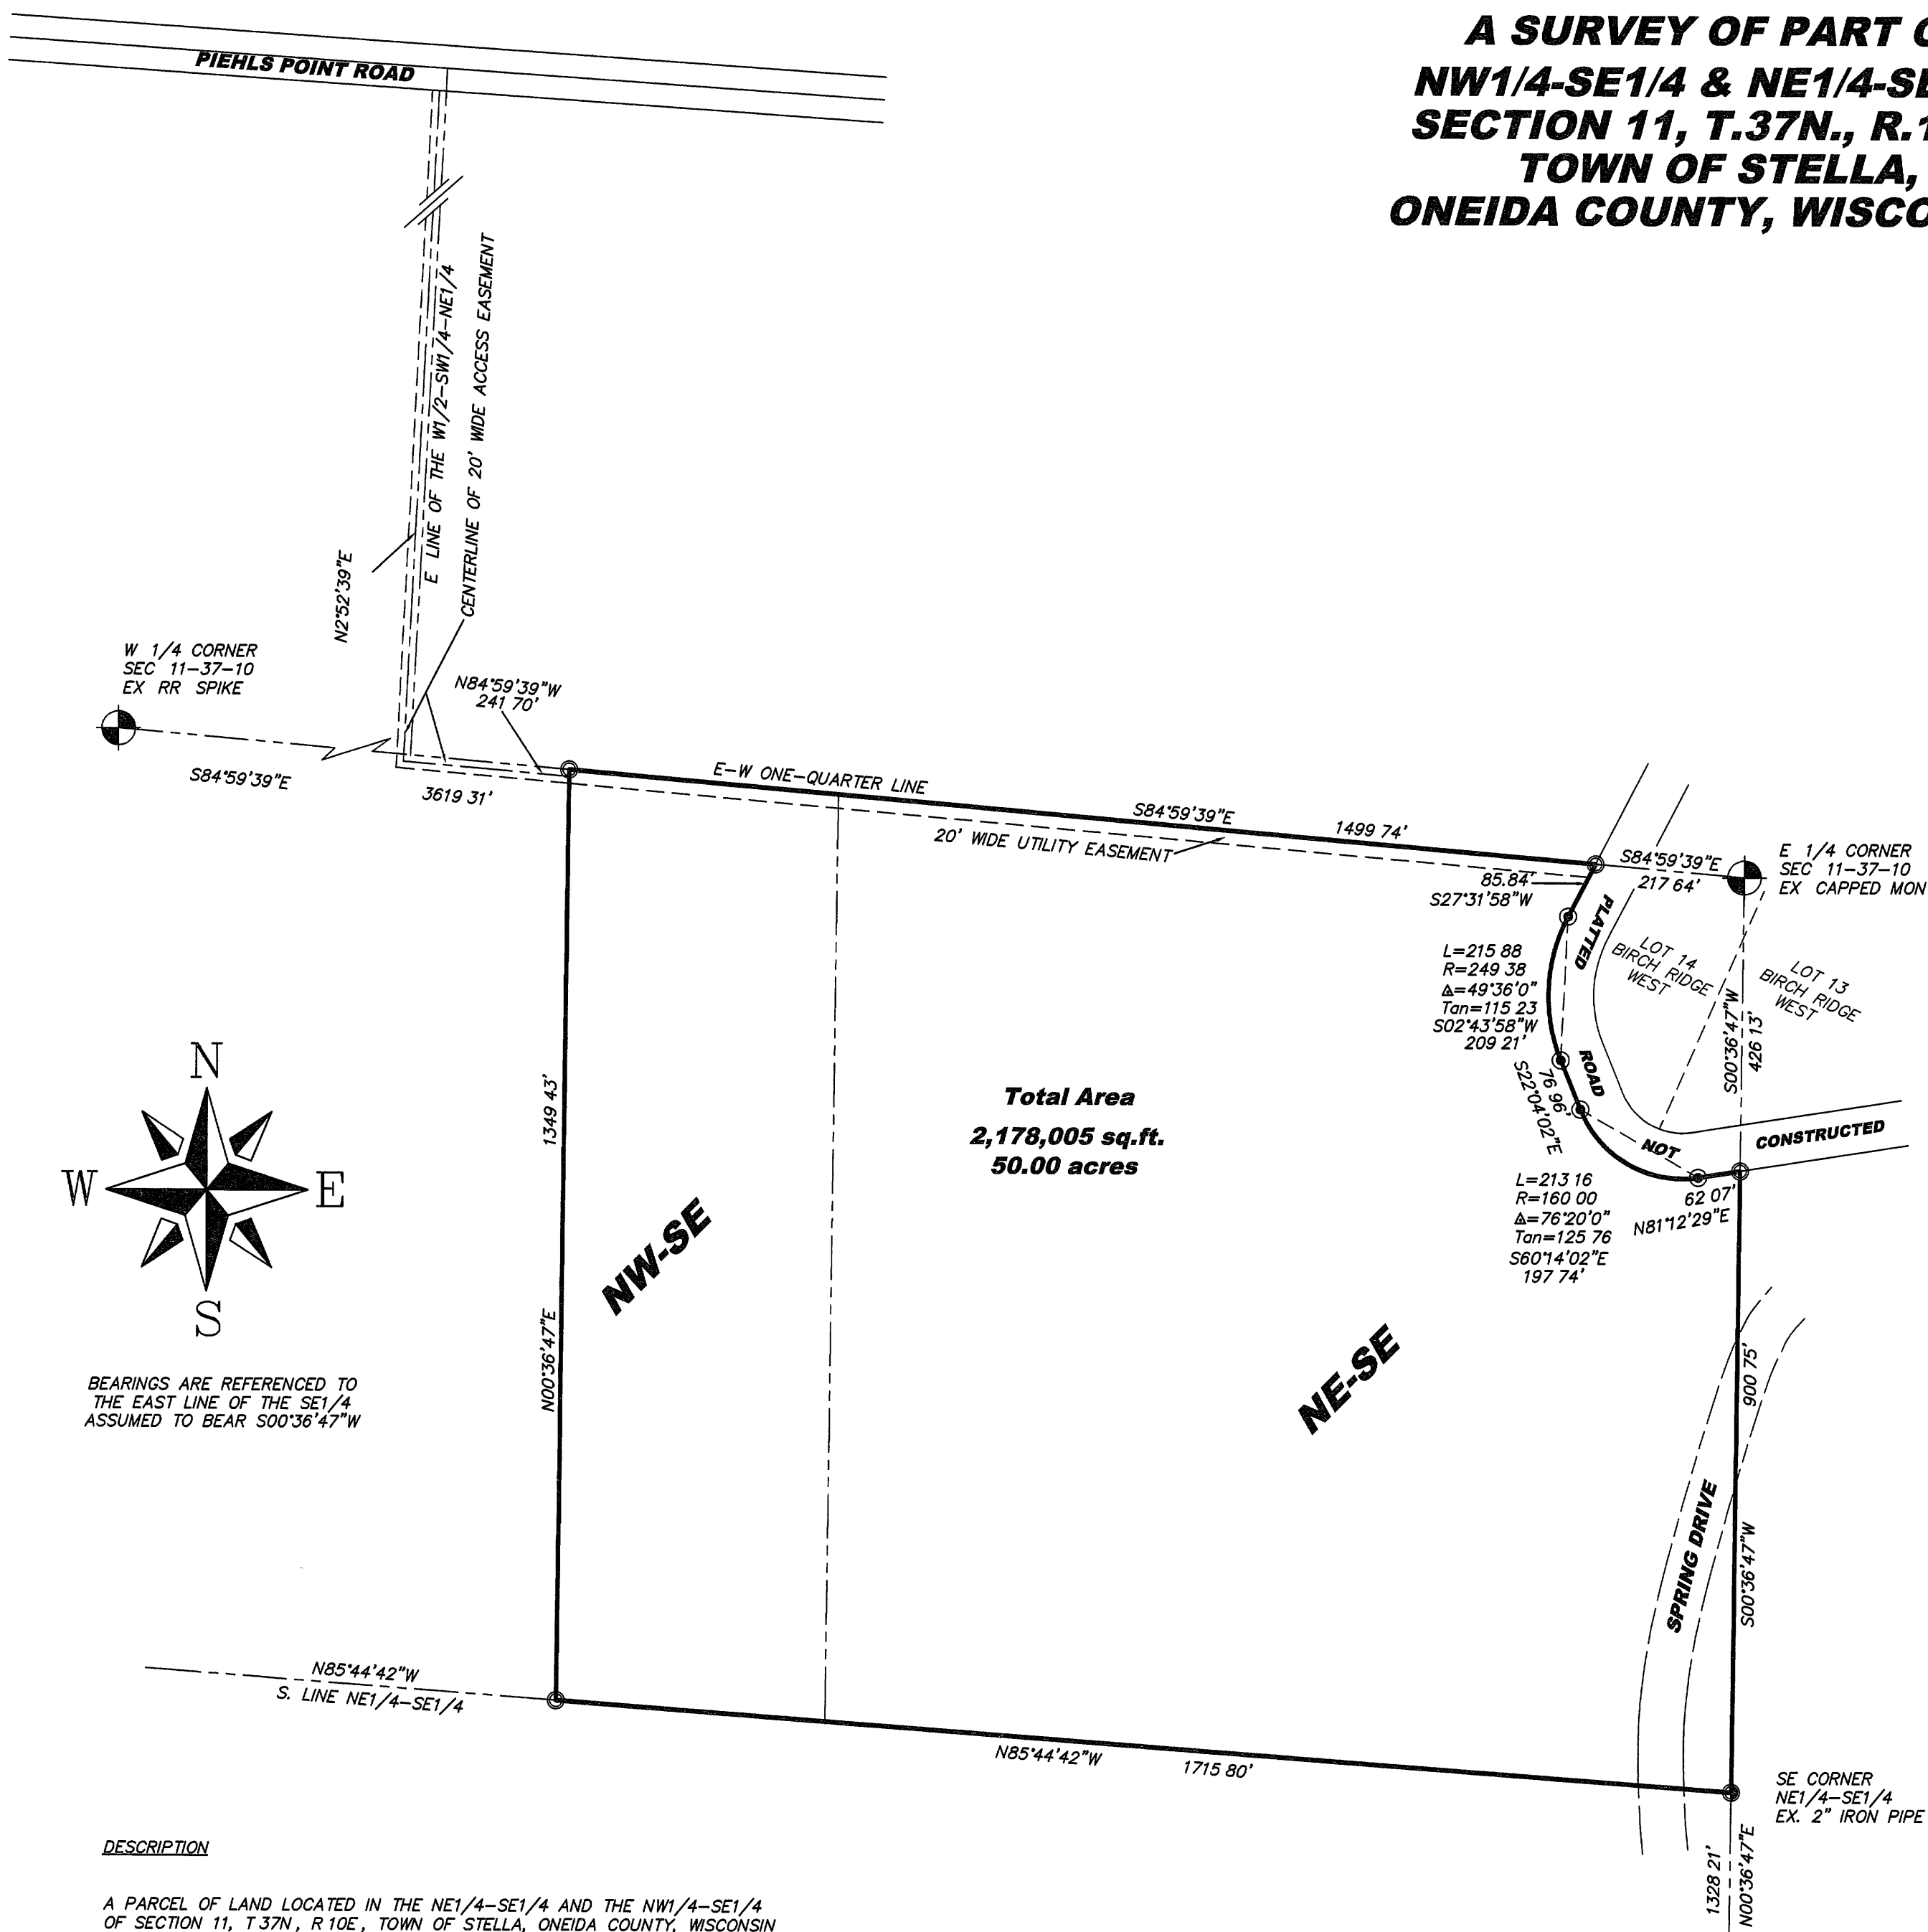 A SURVEY OF PART
NW1/4-SE1/4 & NE1/4-
SECTION 11, T.37N.,
TOWN OF STELLA,
ONEIDA COUNTY,
PIEHLS POINT ROAD
E LINE OF THE W1/2-SW1/4-NE1/4
CENTERLINE OF 20' WIDE ACCESS EASEMENT
N2°52'39"E
W 1/4 CORNER
SEC 11-37-10
EX RR SPIKE
N84°59'39"W
241 70'
S84°59'39"E
3619 31'
E-W ONE-QUARTER LINE
S84°59'39"E
1499 74'
20' WIDE UTILITY EASEMENT
S84°59'39"E
217 64'
E 1/4 CORNER
SEC 11-37-10
EX CAPPED MON
85.84'
S27°31'58"W
PLATTED
LOT 14
BIRCH RIDGE
WEST
LOT 13
BIRCH RIDGE
WEST
L=215 88
R=249 38
Δ=49°36'0"
Tan=115 23
S02°43'58"W
209 21'
S00°36'47"W
426 13'
ROAD
76 96'
S22°04'02"E
NOT
CONSTRUCTED
N
W
E
S
1349 43'
N00°36'47"E
Total Area
2,178,005 sq.ft.
50.00 acres
L=213 16
R=160 00
Δ=76°20'0"
Tan=125 76
S60°14'02"E
197 74'
62 07'
N81°12'29"E
NW-SE
NE-SE
900 75'
S00°36'47"W
SPRING DRIVE
BEARINGS ARE REFERENCED TO
THE EAST LINE OF THE SE1/4
ASSUMED TO BEAR S00°36'47"W
N85°44'42"W
S. LINE NE1/4-SE1/4
N85°44'42"W
1715 80'
SE CORNER
NE1/4-SE1/4
EX. 2" IRON PIPE
1328 21'
N00°36'47"E
DESCRIPTION
A PARCEL OF LAND LOCATED IN THE NE1/4-SE1/4 AND THE NW1/4-SE1/4
OF SECTION 11, T 37N, R 10E, TOWN OF STELLA, ONEIDA COUNTY, WISCONSIN